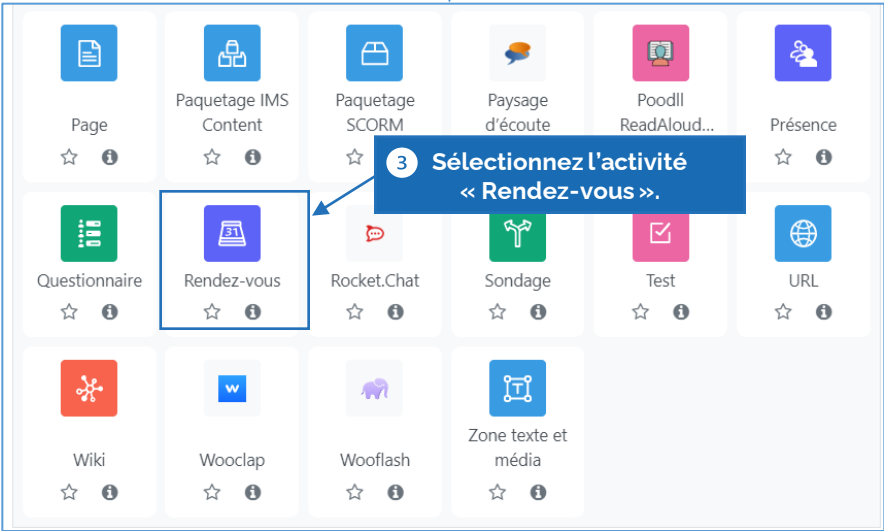 Page
Paquetage IMS
Content
Paquetage
SCORM
Paysage
d'écoute
Poodll
ReadAloud...
Présence
3 Sélectionnez l'activité
« Rendez-vous ».
Questionnaire
31
Rendez-vous
Rocket.Chat
Sondage
Test
URL
Wiki
w
Wooclap
Wooflash
T
Zone texte et
média